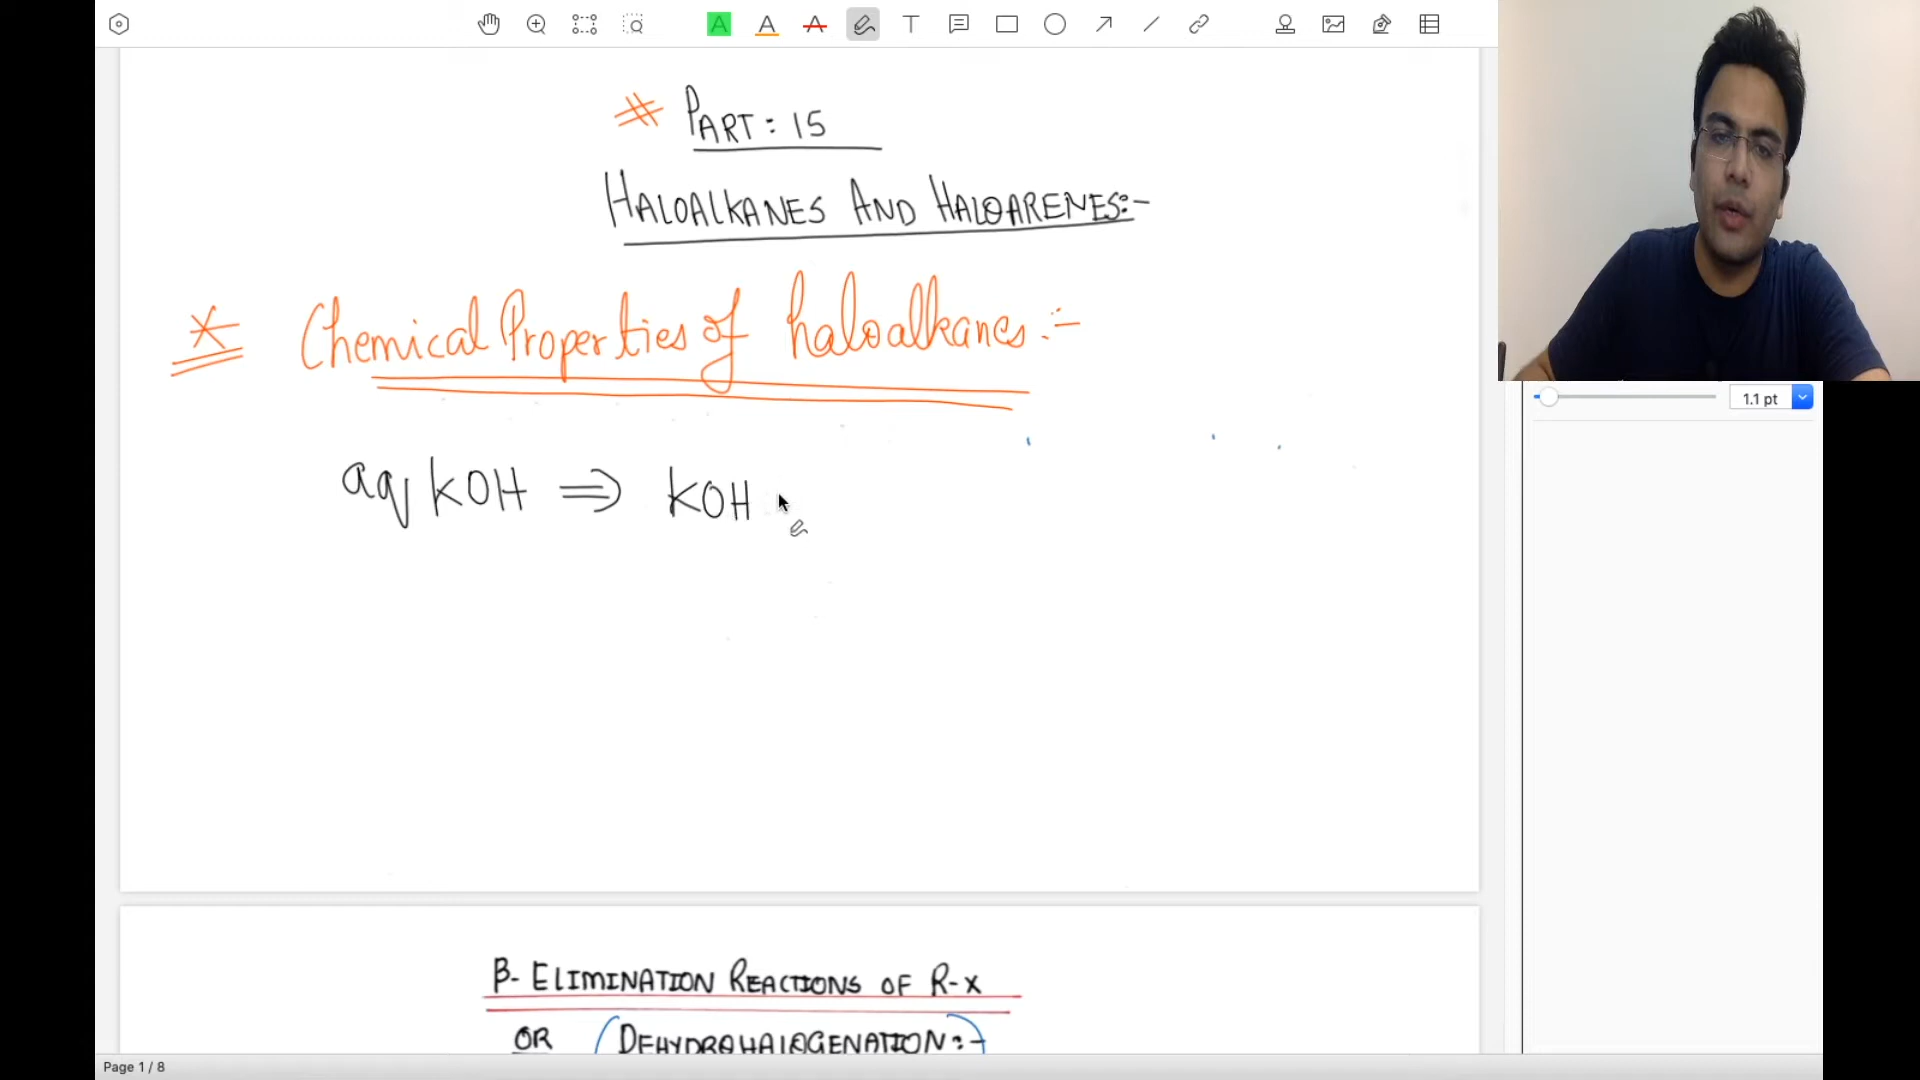 A A A T
# PART: 15
HALOALKANES AND HALOARENES:-
* Chemical Properties of haloalkanes:-
1.1 pt
aq KOH ⇒ KOH
β- ELIMINATION REACTIONS OF R-X
OR (DEHYDROHALOGENATION:-)
Page 1 / 8